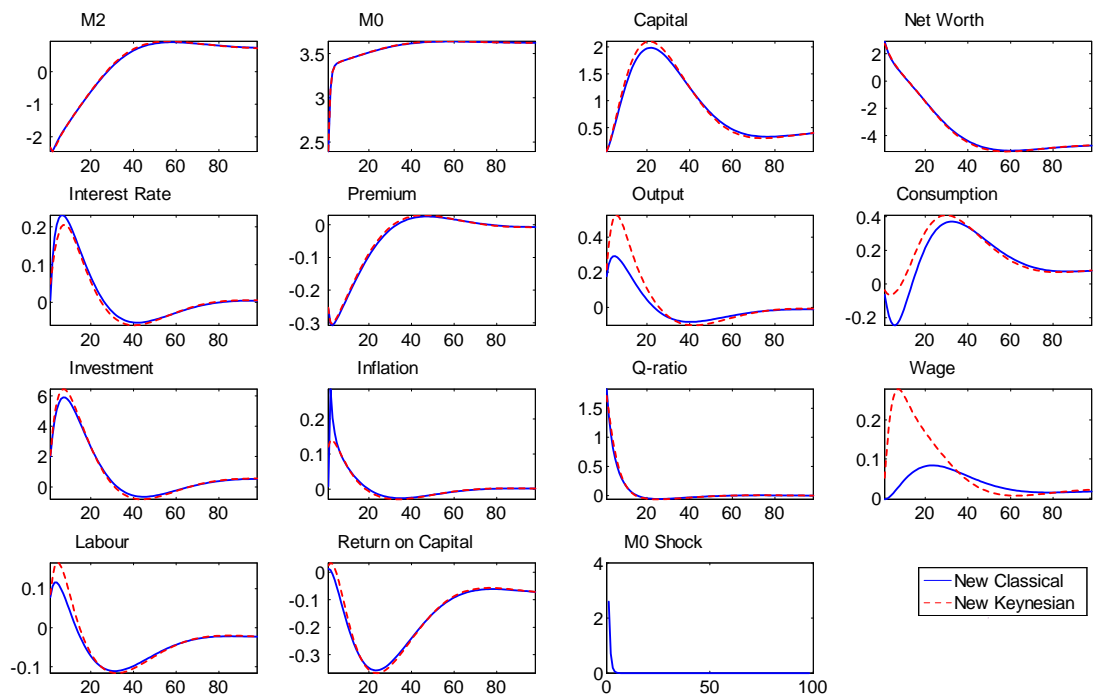 M2
M0
Capital
Net Worth
0
-1
-2
20 40 60 80
3.5
3
2.5
20 40 60 80
2
1.5
1
0.5
20 40 60 80
2
0
-2
-4
20 40 60 80
Interest Rate
Premium
Output
Consumption
0.2
0.1
0
20 40 60 80
0
-0.1
-0.2
-0.3
20 40 60 80
0.4
0.2
0
20 40 60 80
0.4
0.2
0
-0.2
20 40 60 80
Investment
Inflation
Q-ratio
Wage
6
4
2
0
20 40 60 80
0.2
0.1
0
20 40 60 80
1.5
1
0.5
0
20 40 60 80
0.2
0.1
0
20 40 60 80
Labour
Return on Capital
M0 Shock
0.1
0
-0.1
20 40 60 80
0
-0.1
-0.2
-0.3
20 40 60 80
4
2
0
0 50 100
New Classical
New Keynesian